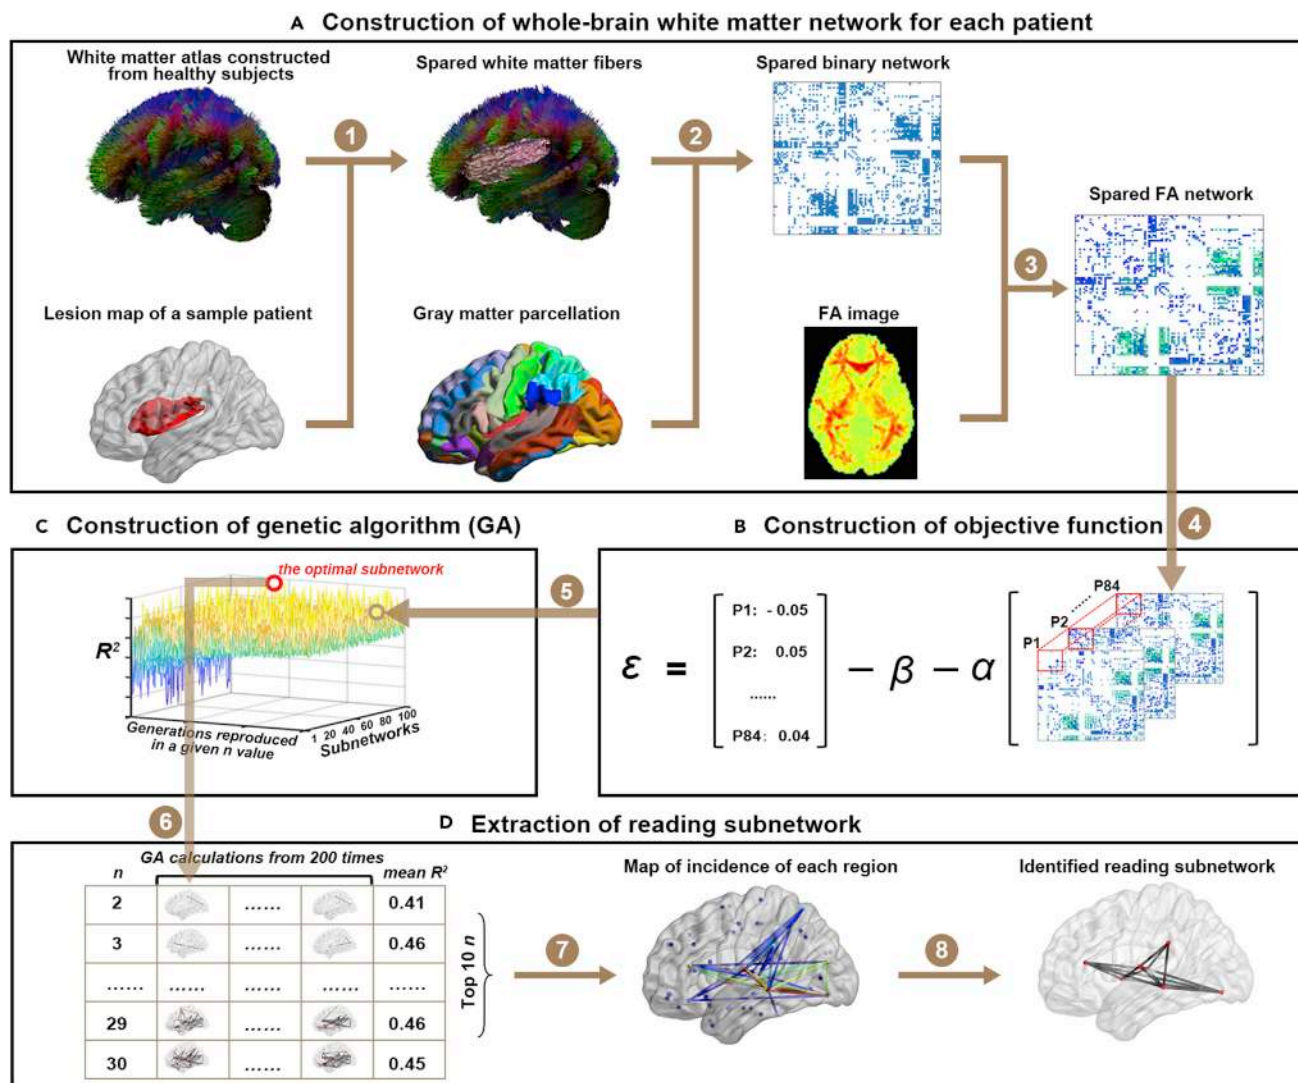 A Construction of whole-brain white matter network for each patient
White matter atlas constructed
from healthy subjects
Spared white matter fibers
Spared binary network
1
2
Spared FA network
3
Lesion map of a sample patient
Gray matter parcellation
FA image
C Construction of genetic algorithm (GA)
B Construction of objective function
4
the optimal subnetwork
5
R²
Generations reproduced
in a given n value
1 20 40 60 80 100
Subnetworks
ε = P1: - 0.05
P2: 0.05
......
P84: 0.04
− β − α
P1
P2
......
P84
6
D Extraction of reading subnetwork
GA calculations from 200 times
n mean R²
2 ...... 0.41
3 ...... 0.46
...... ...... ...... ...... ......
29 ...... 0.46
30 ...... 0.45
Top 10 n
7
Map of incidence of each region
8
Identified reading subnetwork